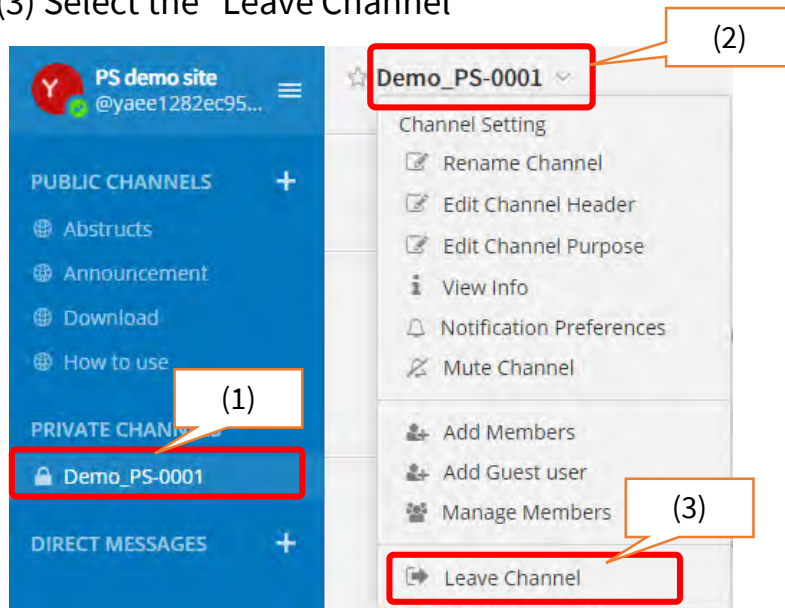 (3) Select the "Leave Channel"
(2)
Y
PS demo site
@yaee1282ec95...
Demo_PS-0001
Channel Setting
Rename Channel
Edit Channel Header
Edit Channel Purpose
View Info
Notification Preferences
Mute Channel
Add Members
Add Guest user
Manage Members
(3)
Leave Channel
PUBLIC CHANNELS +
Abstructs
Announcement
Download
How to use
(1)
PRIVATE
Demo_PS-0001
DIRECT MESSAGES +